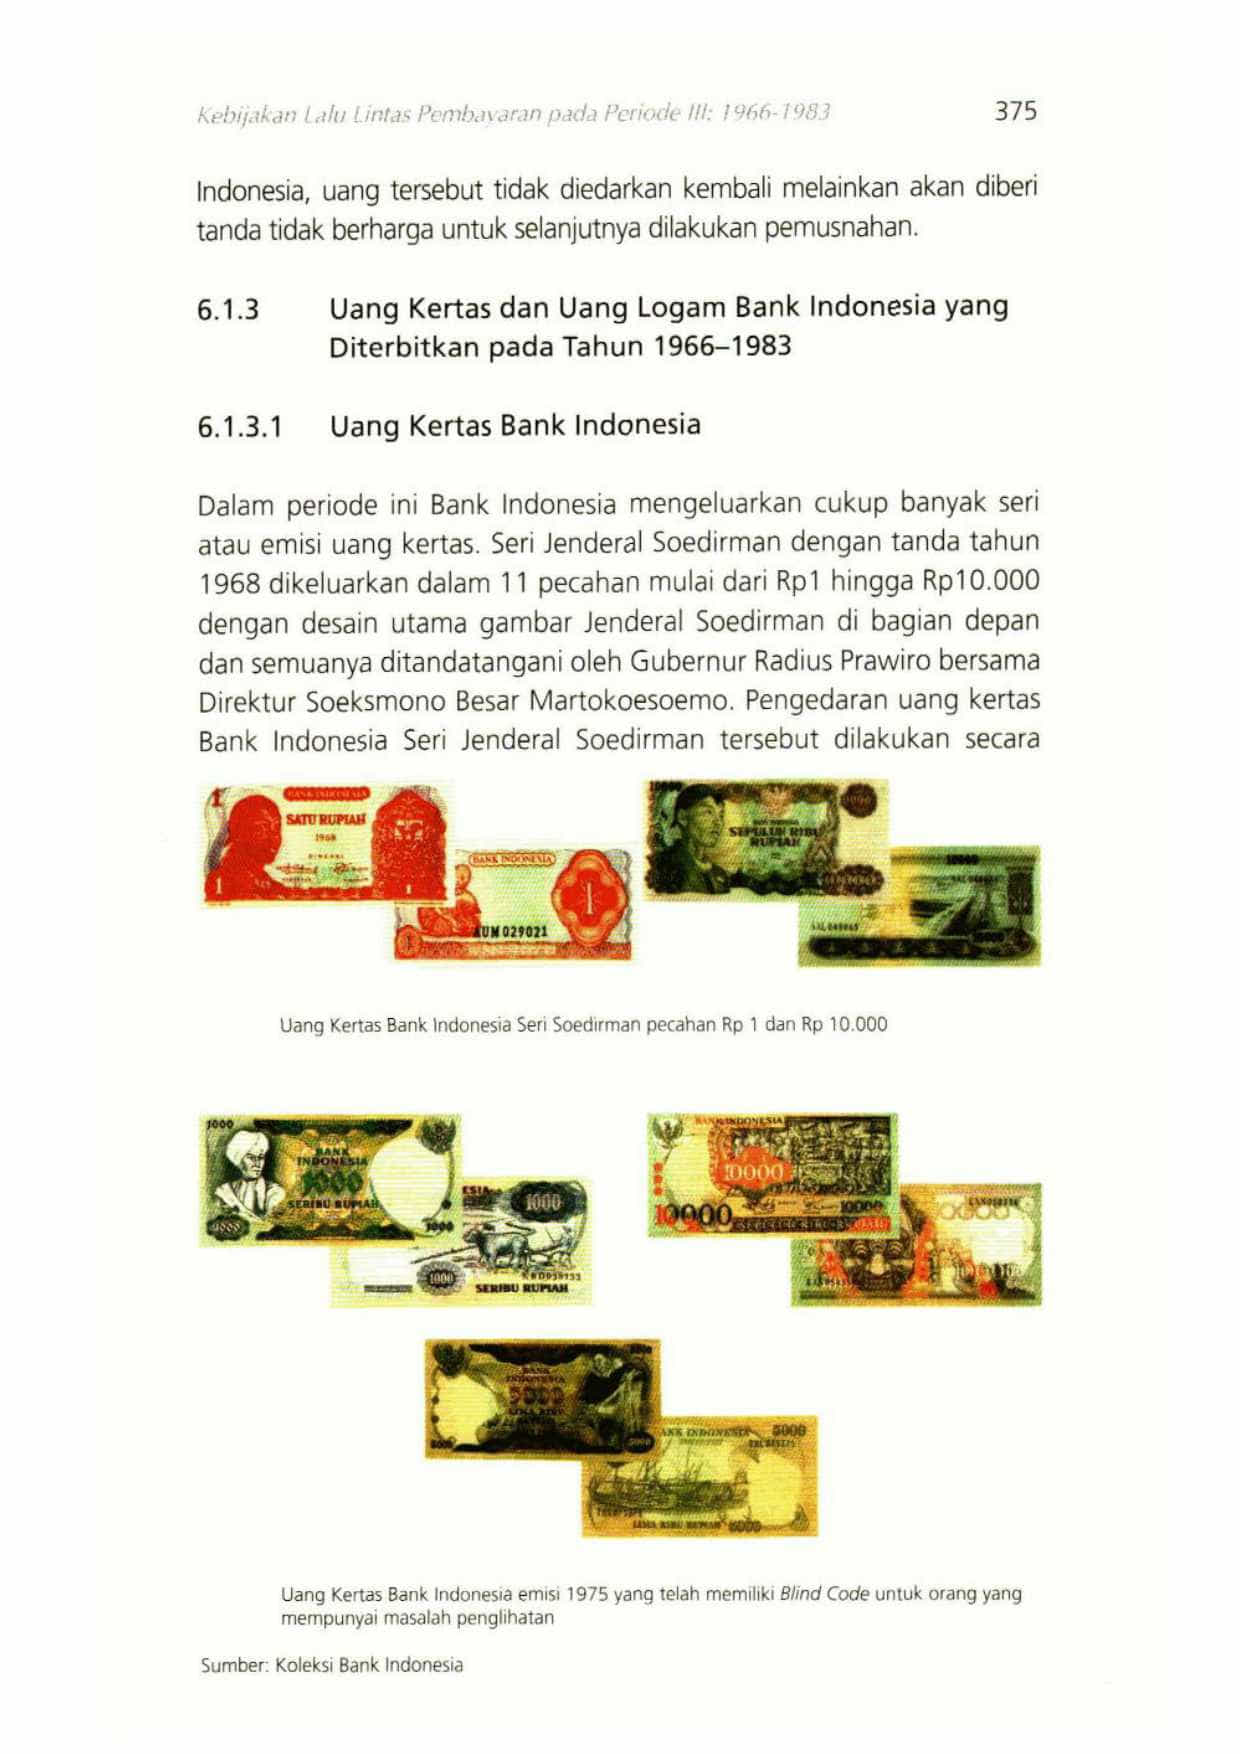 Kebijakan Lalu Lintas Pembayaran pada Periode III: 1966-1983 375
Indonesia, uang tersebut tidak diedarkan kembali melainkan akan diberi
tanda tidak berharga untuk selanjutnya dilakukan pemusnahan.
6.1.3 Uang Kertas dan Uang Logam Bank Indonesia yang
Diterbitkan pada Tahun 1966–1983
6.1.3.1 Uang Kertas Bank Indonesia
Dalam periode ini Bank Indonesia mengeluarkan cukup banyak seri
atau emisi uang kertas. Seri Jenderal Soedirman dengan tanda tahun
1968 dikeluarkan dalam 11 pecahan mulai dari Rp1 hingga Rp10.000
dengan desain utama gambar Jenderal Soedirman di bagian depan
dan semuanya ditandatangani oleh Gubernur Radius Prawiro bersama
Direktur Soeksmono Besar Martokoesoemo. Pengedaran uang kertas
Bank Indonesia Seri Jenderal Soedirman tersebut dilakukan secara
1
BANK INDONESIA
SATU RUPIAH
1968
1
1
BANK INDONESIA
1
AUM 029021
1
10000
SEPULUH RIBU
RUPIAH
10000
Uang Kertas Bank Indonesia Seri Soedirman pecahan Rp 1 dan Rp 10.000
1000
BANK
INDONESIA
1000
SERIBU RUPIAH
1000
1000
1000
SERIBU RUPIAH
BANK INDONESIA
10000
10000
10000
BANK
INDONESIA
5000
5000
BANK INDONESIA
5000
LIMA RIBU RUPIAH
5000
Uang Kertas Bank Indonesia emisi 1975 yang telah memiliki Blind Code untuk orang yang
mempunyai masalah penglihatan
Sumber: Koleksi Bank Indonesia